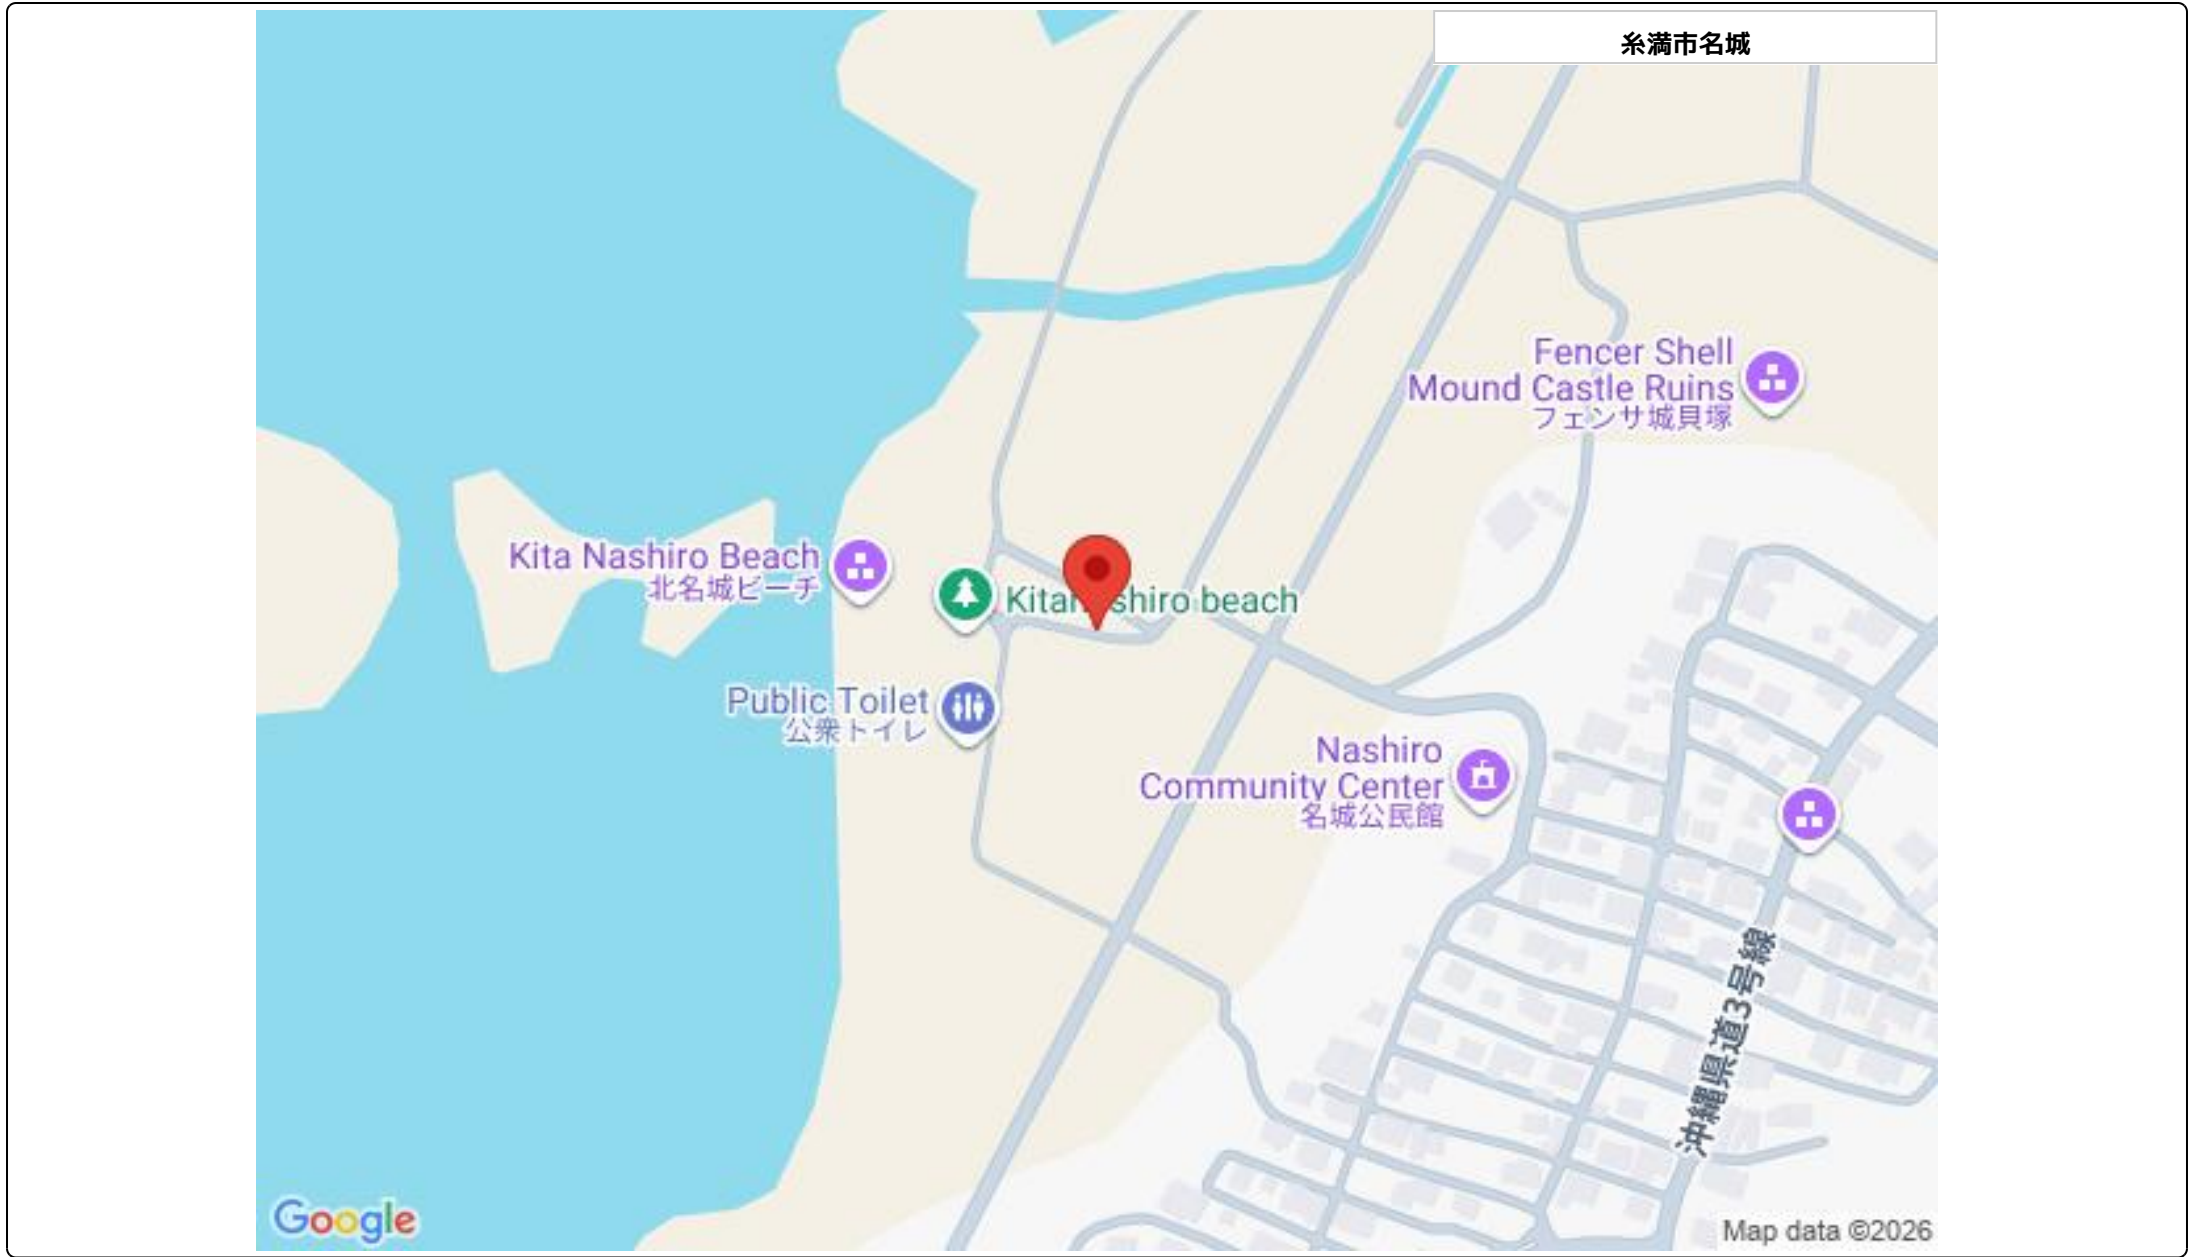 糸満市名城
Fencer Shell
Mound Castle Ruins
フェンサ城貝塚
Kita Nashiro Beach
北名城ビーチ
shiro beach
Public Toilet
公衆トイレ
Nashiro
Community Center
名城公民館
沖縄県道3号線
Google
Map data ©2026